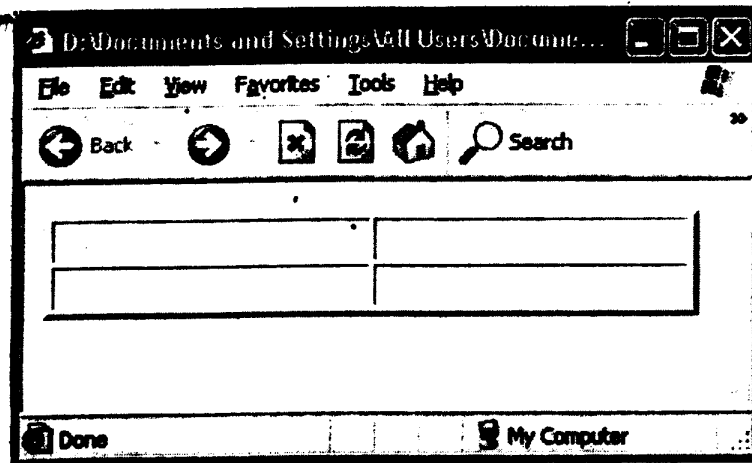 D:\Documents and Settings\All Users\Docume...
File Edit View Favorites Tools Help
Back Search
Done My Computer